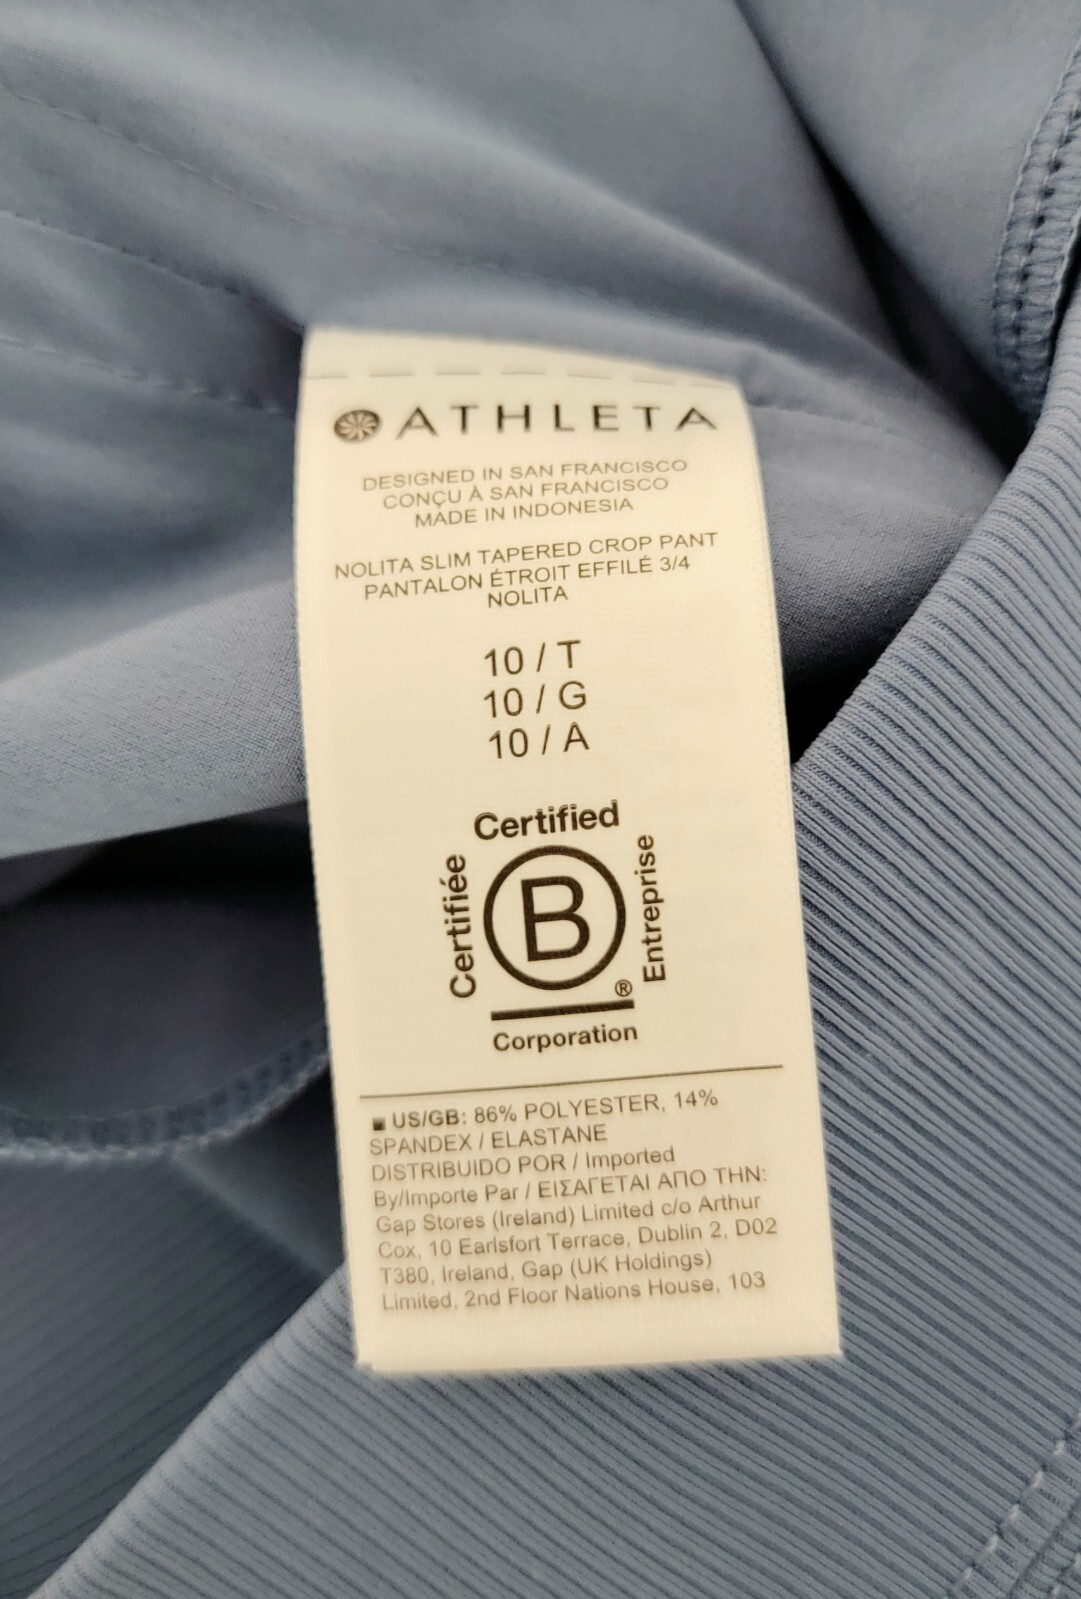 ATHLETA
DESIGNED IN SAN FRANCISCO
CONÇU À SAN FRANCISCO
MADE IN INDONESIA
NOLITA SLIM TAPERED CROP PANT
PANTALON ÉTROIT EFFILÉ 3/4
NOLITA
10 / T
10 / G
10 / A
Certified
Certifiée
B
Entreprise
®
Corporation
■ US/GB: 86% POLYESTER, 14%
SPANDEX / ELASTANE
DISTRIBUIDO POR / Imported
By/Importe Par / ΕΙΣΑΓΕΤΑΙ ΑΠΟ ΤΗΝ:
Gap Stores (Ireland) Limited c/o Arthur
Cox, 10 Earlsfort Terrace, Dublin 2, D02
T380, Ireland, Gap (UK Holdings)
Limited, 2nd Floor Nations House, 103